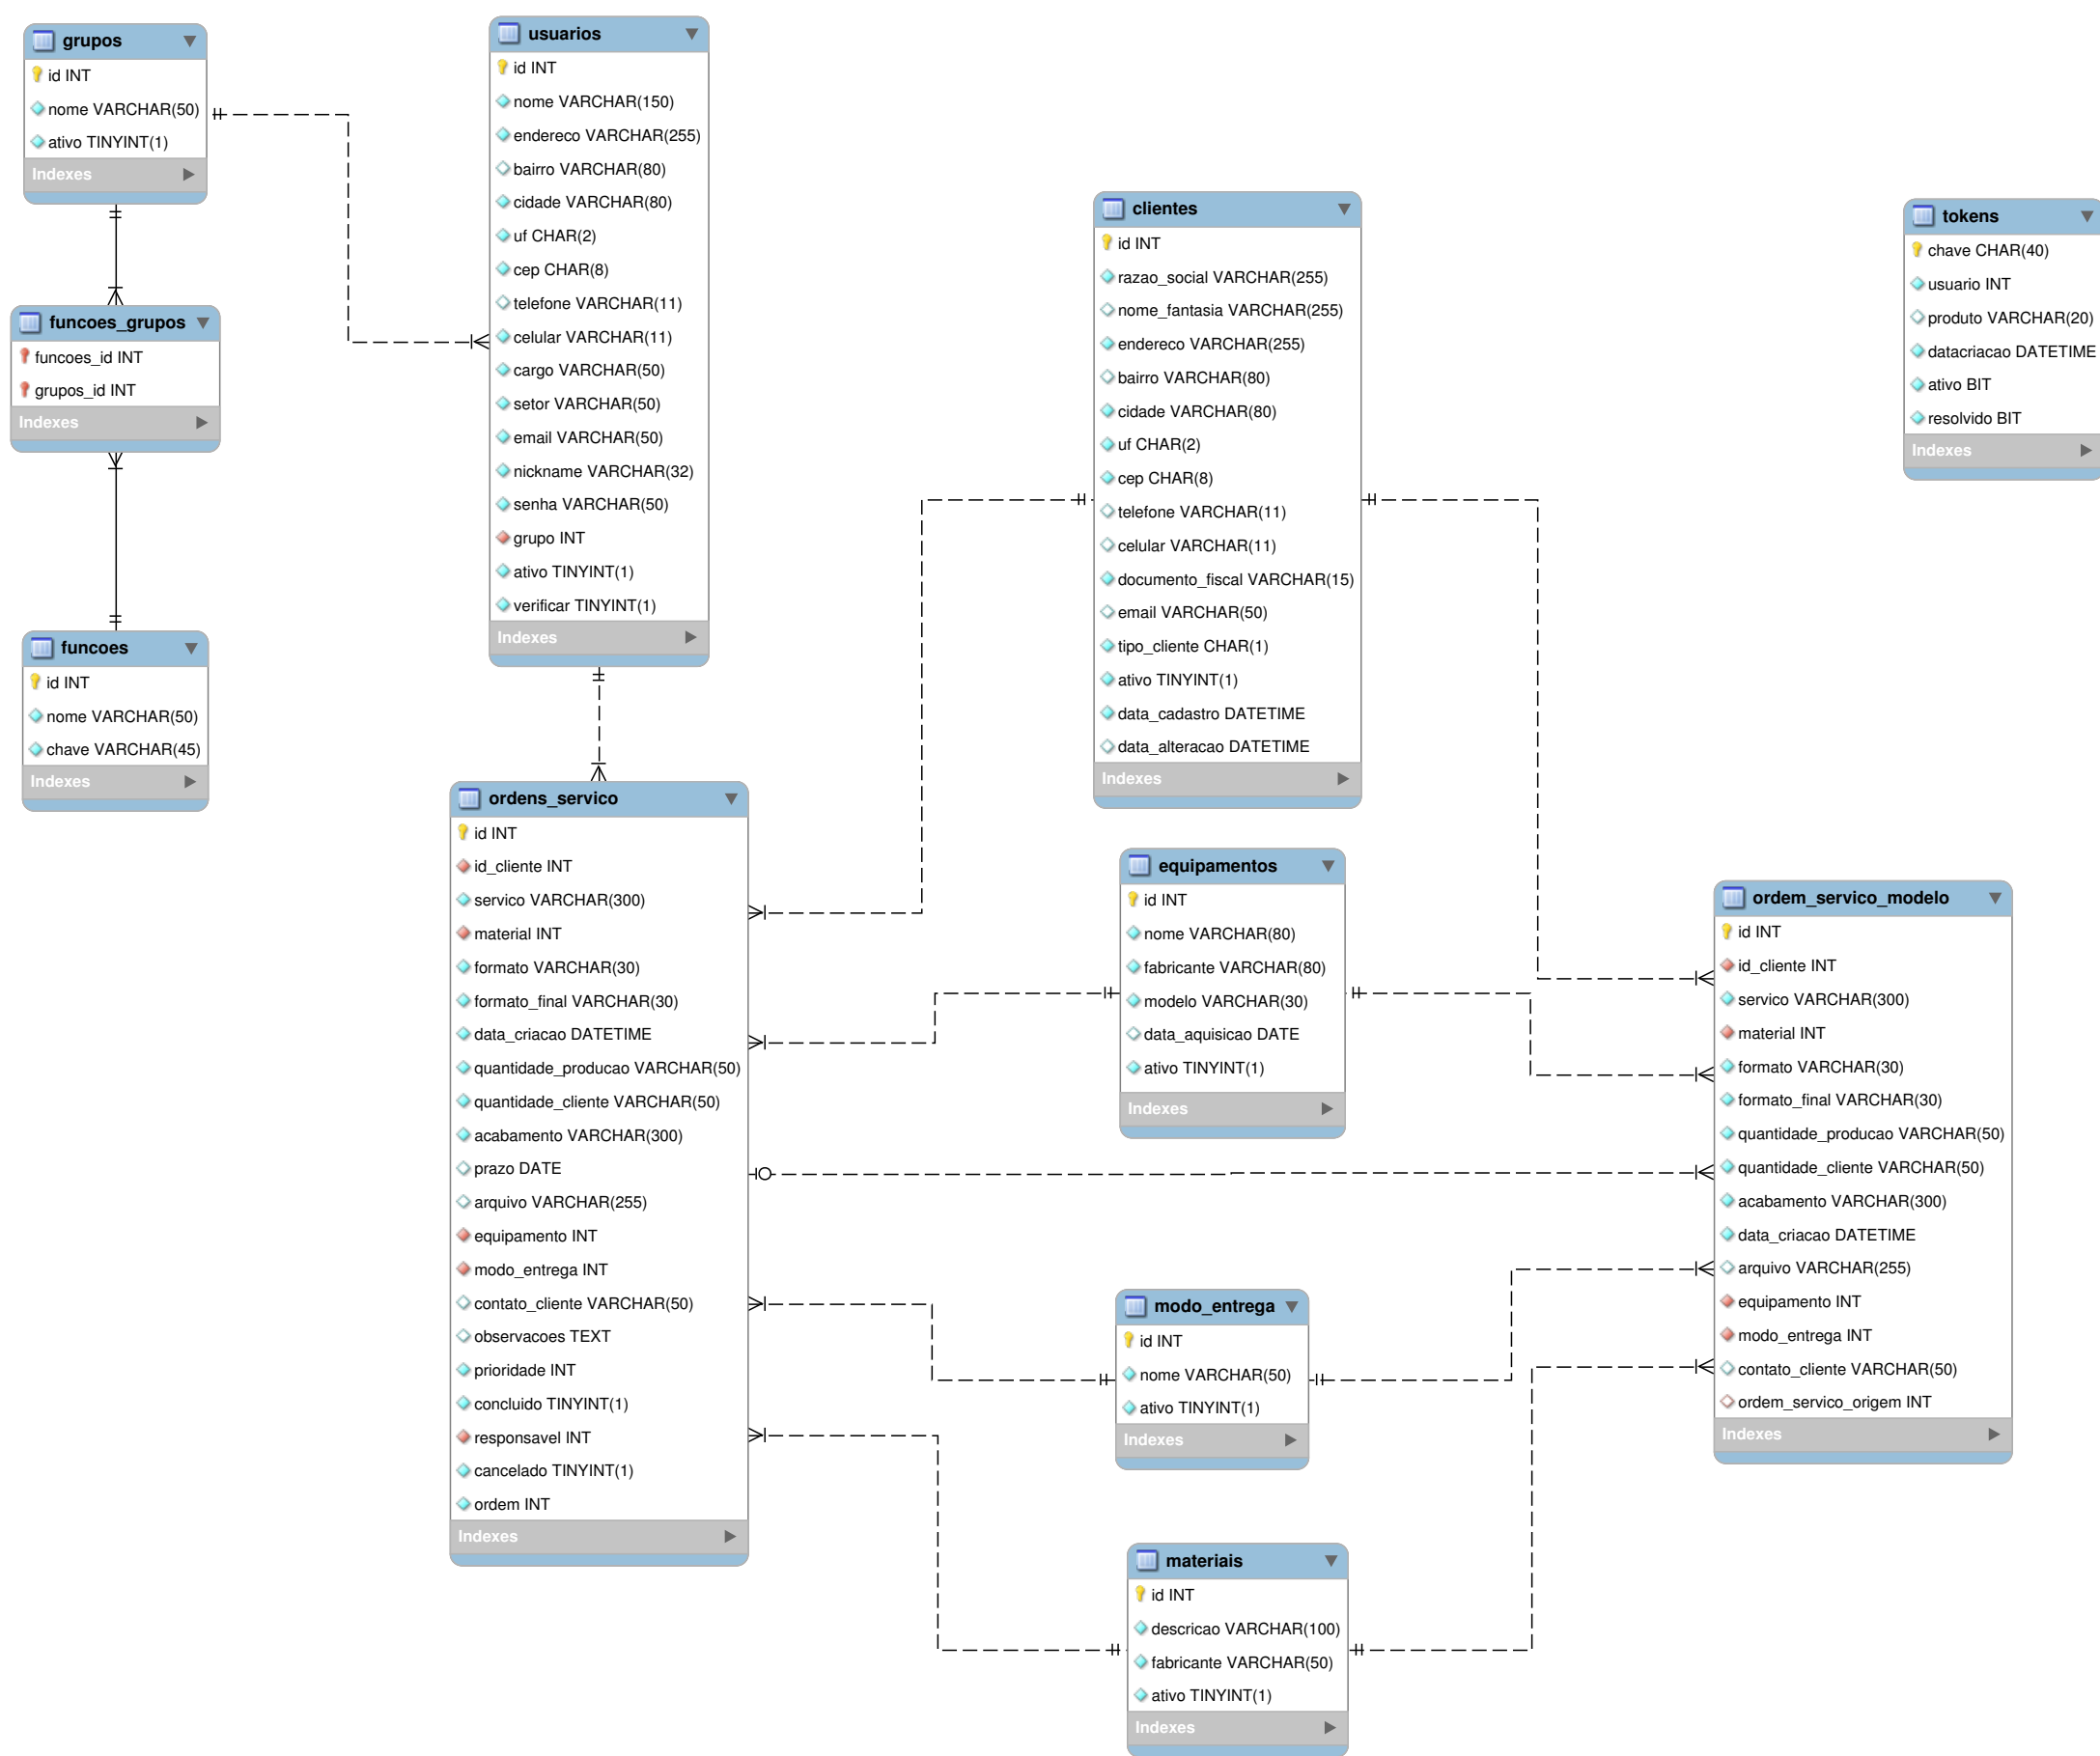 grupos
id INT
nome VARCHAR(50)
ativo TINYINT(1)
Indexes
funcoes_grupos
funcoes_id INT
grupos_id INT
Indexes
funcoes
id INT
nome VARCHAR(50)
chave VARCHAR(45)
Indexes
usuarios
id INT
nome VARCHAR(150)
endereco VARCHAR(255)
bairro VARCHAR(80)
cidade VARCHAR(80)
uf CHAR(2)
cep CHAR(8)
telefone VARCHAR(11)
celular VARCHAR(11)
cargo VARCHAR(50)
setor VARCHAR(50)
email VARCHAR(50)
nickname VARCHAR(32)
senha VARCHAR(50)
grupo INT
ativo TINYINT(1)
verificar TINYINT(1)
Indexes
ordens_servico
id INT
id_cliente INT
servico VARCHAR(300)
material INT
formato VARCHAR(30)
formato_final VARCHAR(30)
data_criacao DATETIME
quantidade_producao VARCHAR(50)
quantidade_cliente VARCHAR(50)
acabamento VARCHAR(300)
prazo DATE
arquivo VARCHAR(255)
equipamento INT
modo_entrega INT
contato_cliente VARCHAR(50)
observacoes TEXT
prioridade INT
concluido TINYINT(1)
responsavel INT
cancelado TINYINT(1)
ordem INT
Indexes
clientes
id INT
razao_social VARCHAR(255)
nome_fantasia VARCHAR(255)
endereco VARCHAR(255)
bairro VARCHAR(80)
cidade VARCHAR(80)
uf CHAR(2)
cep CHAR(8)
telefone VARCHAR(11)
celular VARCHAR(11)
documento_fiscal VARCHAR(15)
email VARCHAR(50)
tipo_cliente CHAR(1)
ativo TINYINT(1)
data_cadastro DATETIME
data_alteracao DATETIME
Indexes
equipamentos
id INT
nome VARCHAR(80)
fabricante VARCHAR(80)
modelo VARCHAR(30)
data_aquisicao DATE
ativo TINYINT(1)
Indexes
modo_entrega
id INT
nome VARCHAR(50)
ativo TINYINT(1)
Indexes
materiais
id INT
descricao VARCHAR(100)
fabricante VARCHAR(50)
ativo TINYINT(1)
Indexes
tokens
chave CHAR(40)
usuario INT
produto VARCHAR(20)
datacriacao DATETIME
ativo BIT
resolvido BIT
Indexes
ordem_servico_modelo
id INT
id_cliente INT
servico VARCHAR(300)
material INT
formato VARCHAR(30)
formato_final VARCHAR(30)
quantidade_producao VARCHAR(50)
quantidade_cliente VARCHAR(50)
acabamento VARCHAR(300)
data_criacao DATETIME
arquivo VARCHAR(255)
equipamento INT
modo_entrega INT
contato_cliente VARCHAR(50)
ordem_servico_origem INT
Indexes